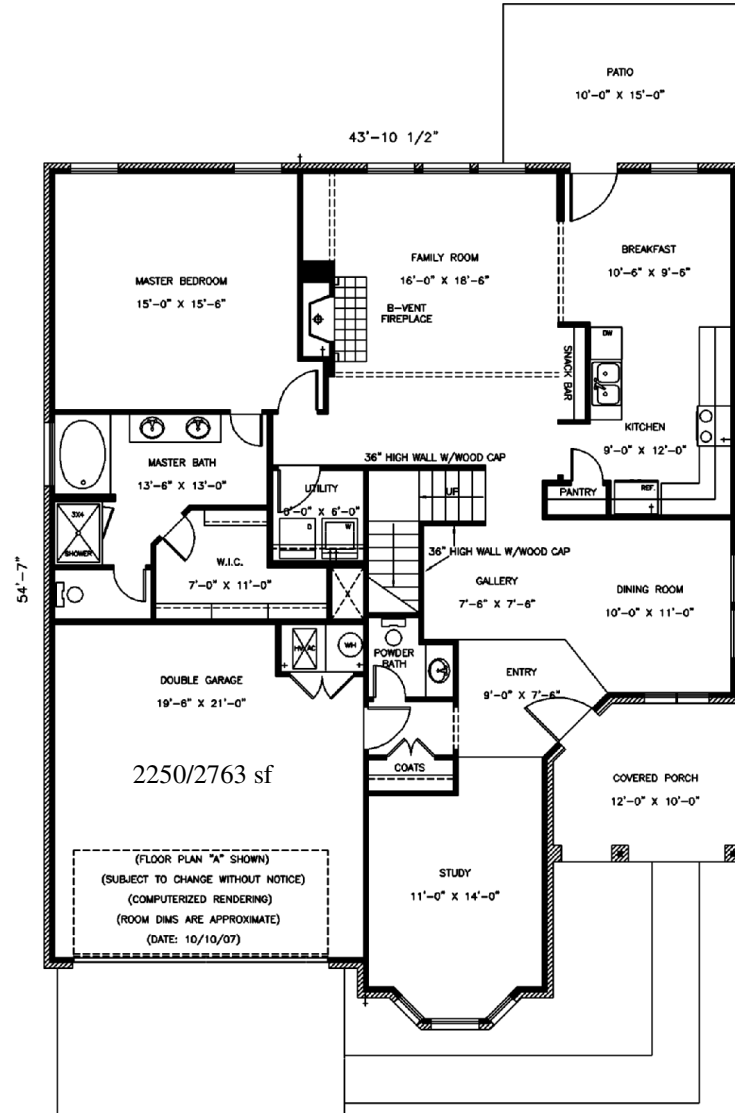 PATIO
10'-0" X 15'-0"
43'-10 1/2"
MASTER BEDROOM
15'-0" X 15'-6"
FAMILY ROOM
16'-0" X 18'-6"
B-VENT
FIREPLACE
BREAKFAST
10'-6" X 9'-6"
DW
SNACK BAR
KITCHEN
9'-0" X 12'-0"
MASTER BATH
13'-6" X 13'-0"
36" HIGH WALL W/WOOD CAP
UTILITY
6'-0" X 6'-0"
D
W
UP
PANTRY
REF.
3X4
SHOWER
W.I.C.
7'-0" X 11'-0"
36" HIGH WALL W/WOOD CAP
GALLERY
7'-6" X 7'-6"
DINING ROOM
10'-0" X 11'-0"
54'-7"
HVAC
WH
POWDER
BATH
ENTRY
9'-0" X 7'-6"
DOUBLE GARAGE
19'-6" X 21'-0"
2250/2763 sf
COATS
COVERED PORCH
12'-0" X 10'-0"
STUDY
11'-0" X 14'-0"
(FLOOR PLAN "A" SHOWN)
(SUBJECT TO CHANGE WITHOUT NOTICE)
(COMPUTERIZED RENDERING)
(ROOM DIMS ARE APPROXIMATE)
(DATE: 10/10/07)